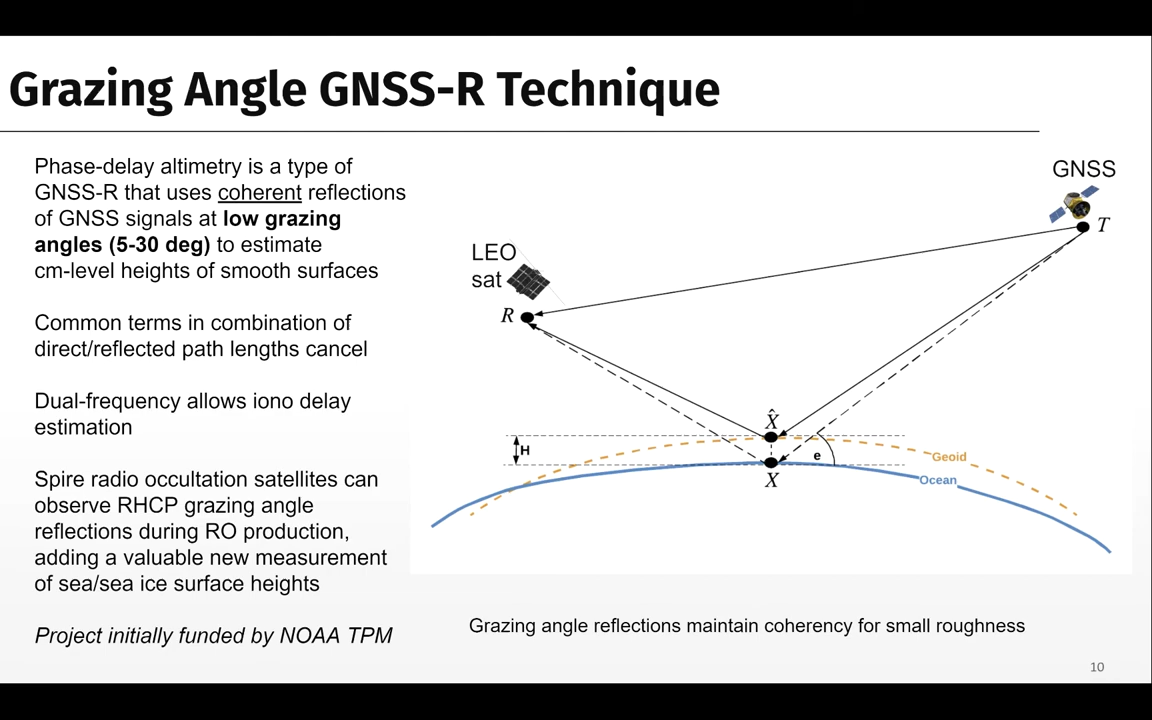 Grazing Angle GNSS-R Technique
Phase-delay altimetry is a type of
GNSS-R that uses coherent reflections
of GNSS signals at low grazing
angles (5-30 deg) to estimate
cm-level heights of smooth surfaces
Common terms in combination of
direct/reflected path lengths cancel
Dual-frequency allows iono delay
estimation
Spire radio occultation satellites can
observe RHCP grazing angle
reflections during RO production,
adding a valuable new measurement
of sea/sea ice surface heights
Project initially funded by NOAA TPM
GNSS
T
LEO
sat
R
X̂
H
e
Geoid
X
Ocean
Grazing angle reflections maintain coherency for small roughness
10